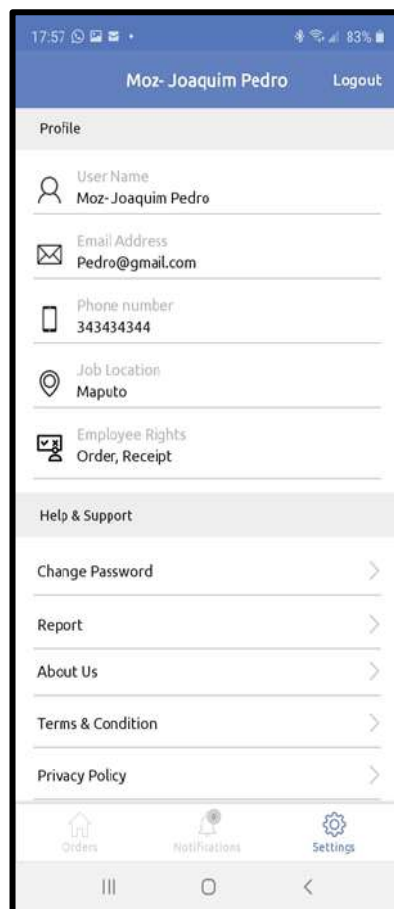 17:57 83%
Moz- Joaquim Pedro Logout
Profile
User Name
Moz- Joaquim Pedro
Email Address
Pedro@gmail.com
Phone number
343434344
Job Location
Maputo
Employee Rights
Order, Receipt
Help & Support
Change Password
Report
About Us
Terms & Condition
Privacy Policy
Orders Notifications Settings